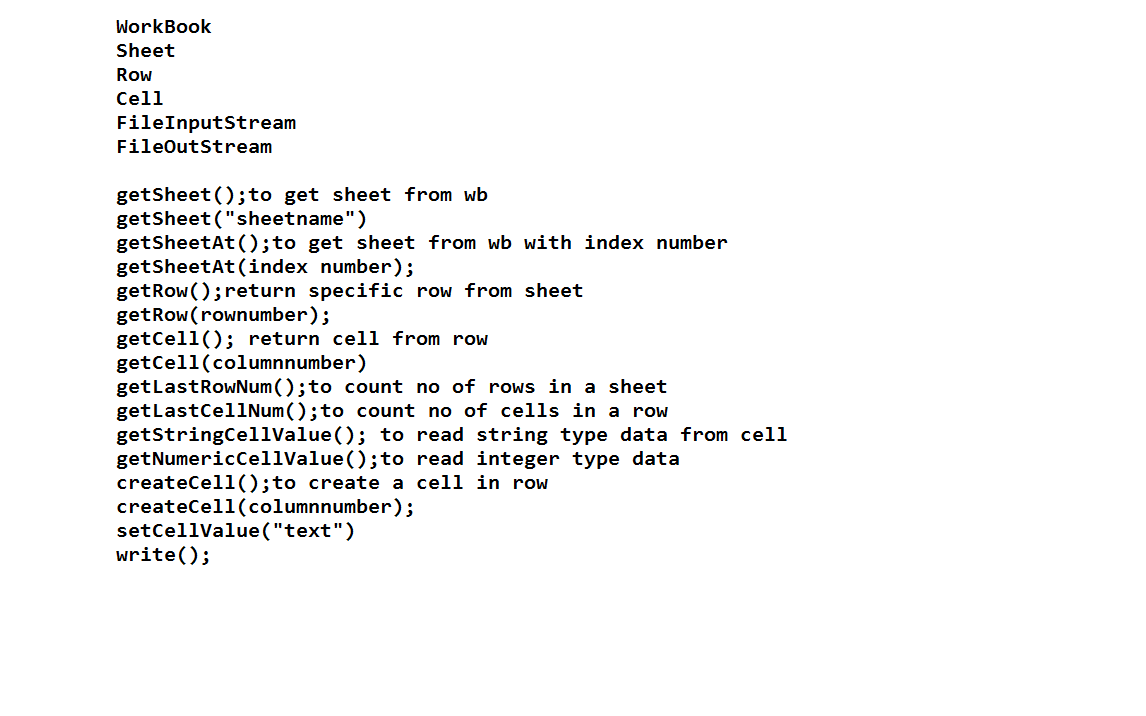 WorkBook
Sheet
Row
Cell
FileInputStream
FileOutStream
getSheet();to get sheet from wb
getSheet("sheetname")
getSheetAt();to get sheet from wb with index number
getSheetAt(index number);
getRow();return specific row from sheet
getRow(rownumber);
getCell(); return cell from row
getCell(columnnumber)
getLastRowNum();to count no of rows in a sheet
getLastCellNum();to count no of cells in a row
getStringCellValue(); to read string type data from cell
getNumericCellValue();to read integer type data
createCell();to create a cell in row
createCell(columnnumber);
setCellValue("text")
write();